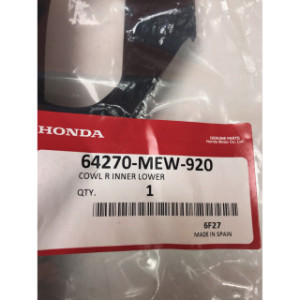 GENUINE PARTS
Honda Motor Co., Ltd.
HONDA
64270-MEW-920
COWL R INNER LOWER
QTY. 1
6F27
MADE IN SPAIN